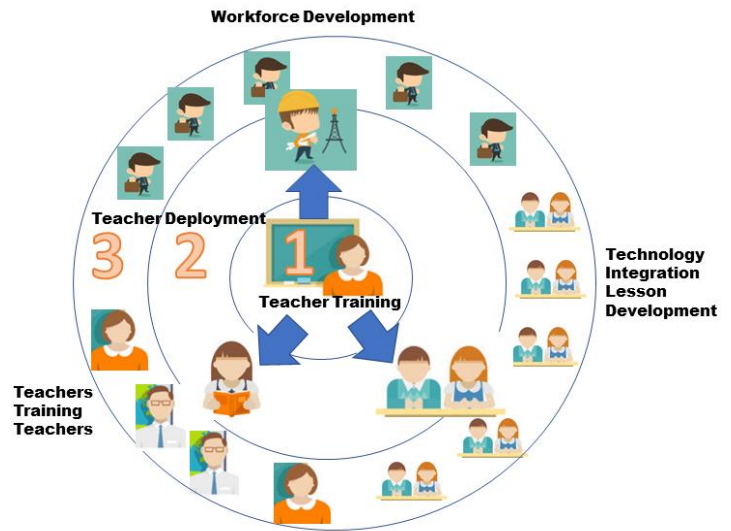 Workforce Development
Teacher Deployment
3
2
1
Teacher Training
Technology
Integration
Lesson
Development
Teachers
Training
Teachers